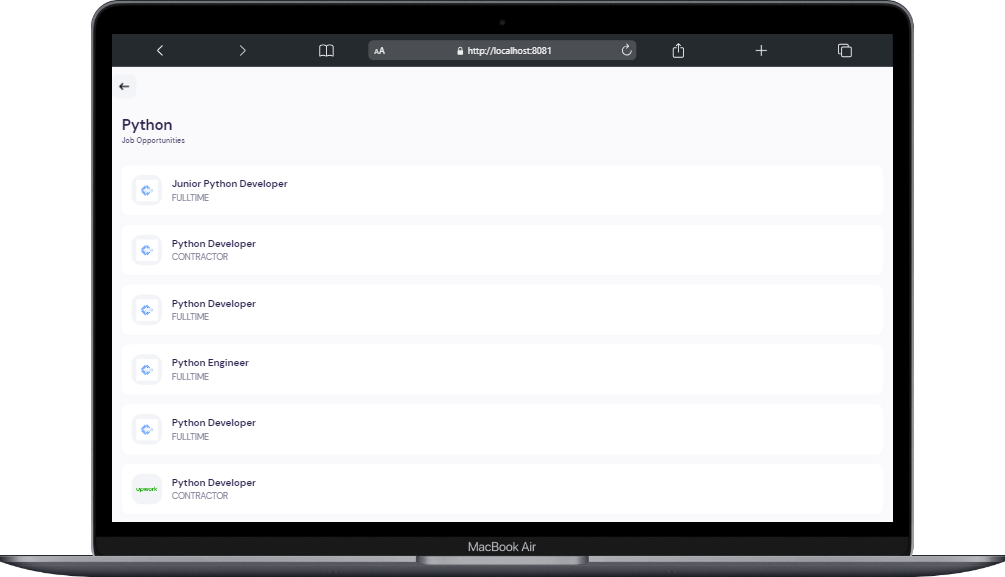 AA http://localhost:8081
Python
Job Opportunities
Junior Python Developer
FULLTIME
Python Developer
CONTRACTOR
Python Developer
FULLTIME
Python Engineer
FULLTIME
Python Developer
FULLTIME
upwork
Python Developer
CONTRACTOR
MacBook Air